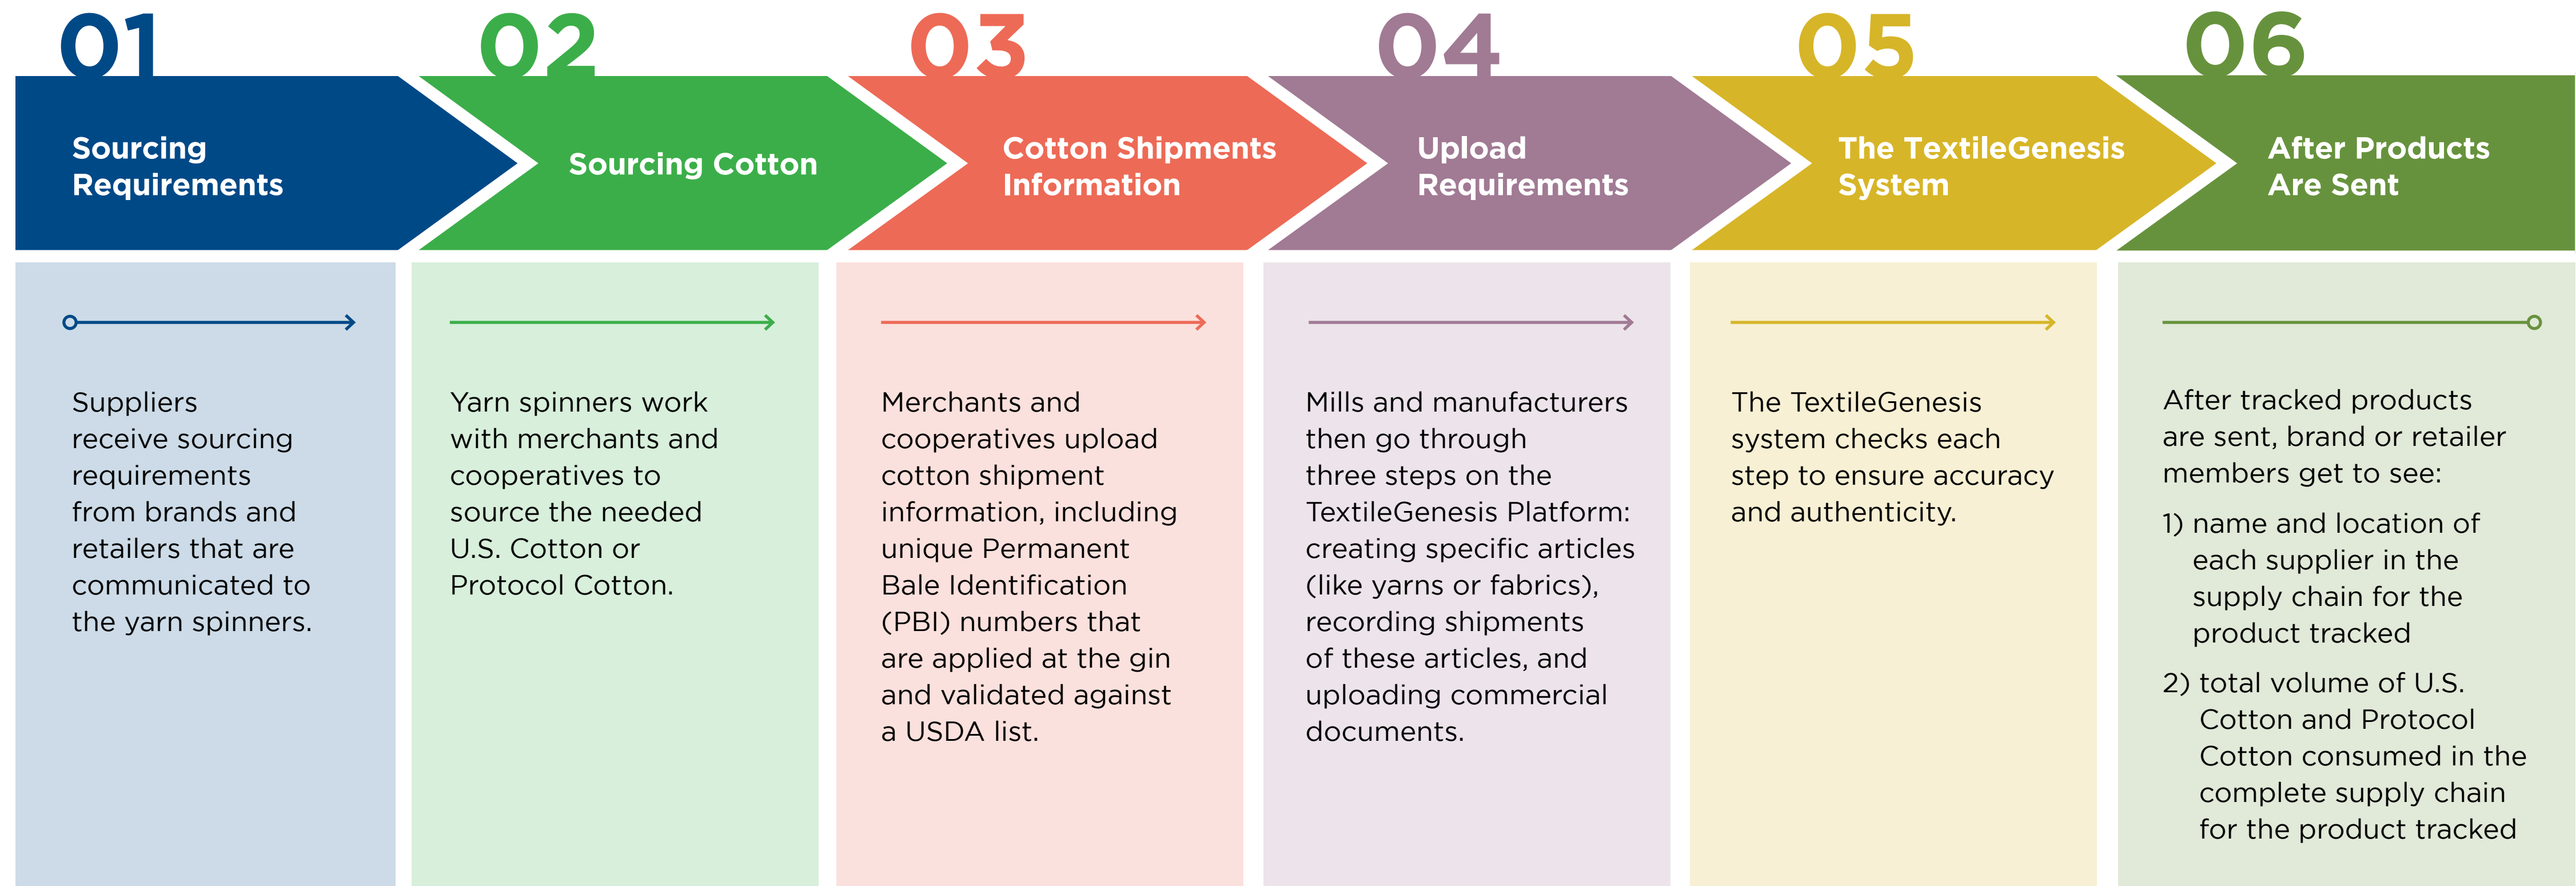 01
Sourcing
Requirements
Suppliers
receive sourcing
requirements
from brands and
retailers that are
communicated to
the yarn spinners.
02
Sourcing Cotton
Yarn spinners work
with merchants and
cooperatives to
source the needed
U.S. Cotton or
Protocol Cotton.
03
Cotton Shipments
Information
Merchants and
cooperatives upload
cotton shipment
information, including
unique Permanent
Bale Identification
(PBI) numbers that
are applied at the gin
and validated against
a USDA list.
04
Upload
Requirements
Mills and manufacturers
then go through
three steps on the
TextileGenesis Platform:
creating specific articles
(like yarns or fabrics),
recording shipments
of these articles, and
uploading commercial
documents.
05
The TextileGenesis
System
The TextileGenesis
system checks each
step to ensure accuracy
and authenticity.
06
After Products
Are Sent
After tracked products
are sent, brand or retailer
members get to see:
1) name and location of
each supplier in the
supply chain for the
product tracked
2) total volume of U.S.
Cotton and Protocol
Cotton consumed in the
complete supply chain
for the product tracked